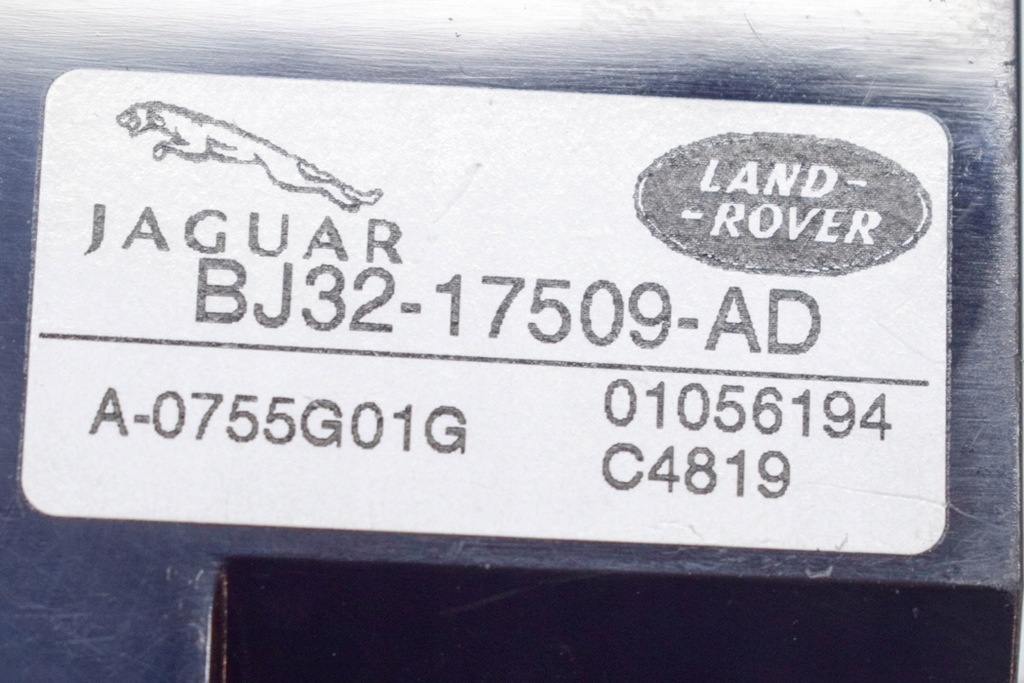 JAGUAR
LAND-
-ROVER
BJ32-17509-AD
A-0755G01G
01056194
C4819